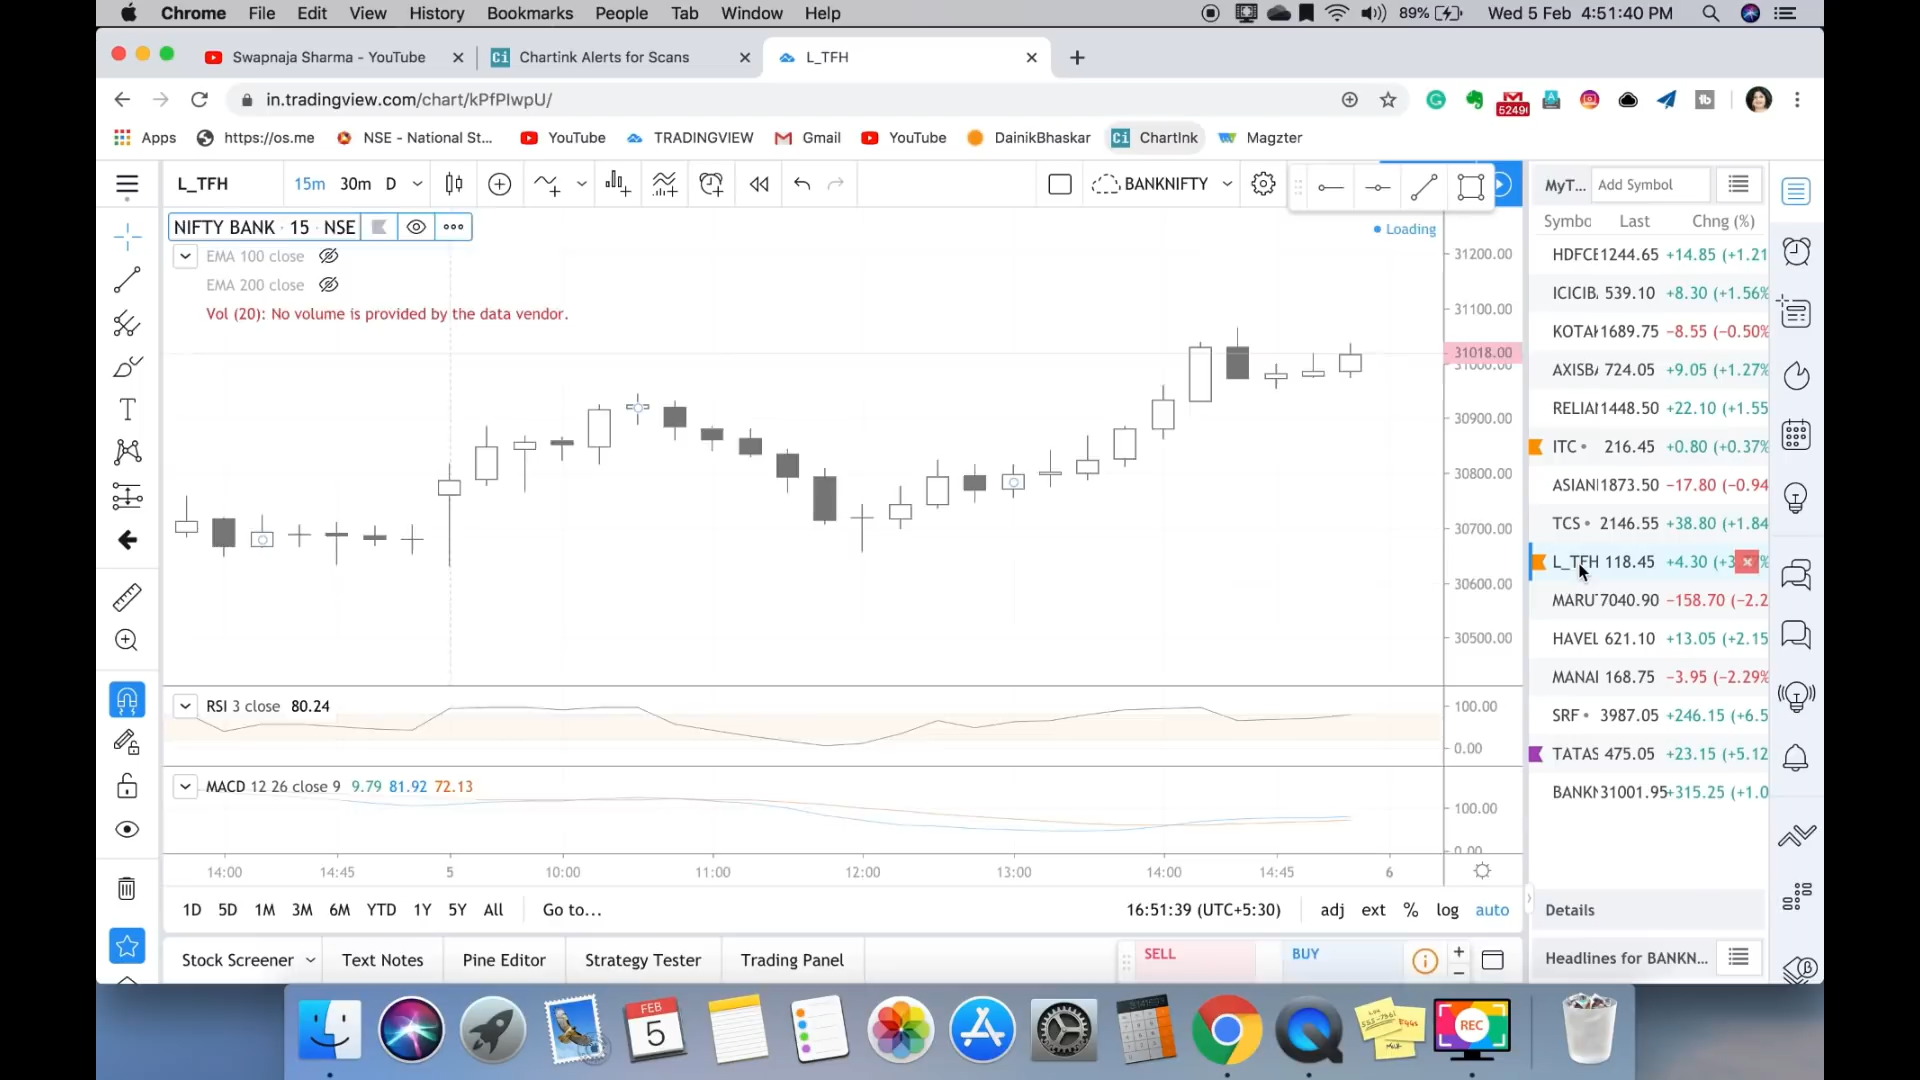 Chrome File Edit View History Bookmarks People Tab Window Help 89% Wed 5 Feb 4:51:40 PM
Swapnaja Sharma - YouTube Chartink Alerts for Scans L_TFH
in.tradingview.com/chart/kPfPIwpU/
Apps https://os.me NSE - National St... YouTube TRADINGVIEW Gmail YouTube DainikBhaskar ChartInk Magzter
L_TFH 15m 30m D BANKNIFTY
MyT... Add Symbol
NIFTY BANK · 15 · NSE
Loading
Symbo Last Chng (%)
EMA 100 close
EMA 200 close
Vol (20): No volume is provided by the data vendor.
31200.00
31100.00
31018.00
31000.00
30900.00
30800.00
30700.00
30600.00
30500.00
HDFCB 1244.65 +14.85 (+1.21
ICICIB 539.10 +8.30 (+1.56%
KOTAK 1689.75 −8.55 (−0.50%
AXISBA 724.05 +9.05 (+1.27%
RELIAN 1448.50 +22.10 (+1.55
ITC 216.45 +0.80 (+0.37%
ASIAN 1873.50 −17.80 (−0.94
TCS 2146.55 +38.80 (+1.84
L_TFH 118.45 +4.30 (+3
MARUT 7040.90 −158.70 (−2.2
HAVEL 621.10 +13.05 (+2.15
MANAI 168.75 −3.95 (−2.29%
SRF 3987.05 +246.15 (+6.5
TATAS 475.05 +23.15 (+5.12
BANKN 31001.95 +315.25 (+1.0
RSI 3 close 80.24
100.00
0.00
MACD 12 26 close 9 9.79 81.92 72.13
100.00
0.00
14:00 14:45 5 10:00 11:00 12:00 13:00 14:00 14:45 6
1D 5D 1M 3M 6M YTD 1Y 5Y All Go to... 16:51:39 (UTC+5:30) adj ext % log auto
Details
Stock Screener Text Notes Pine Editor Strategy Tester Trading Panel SELL BUY
Headlines for BANKN...
FEB
5
REC